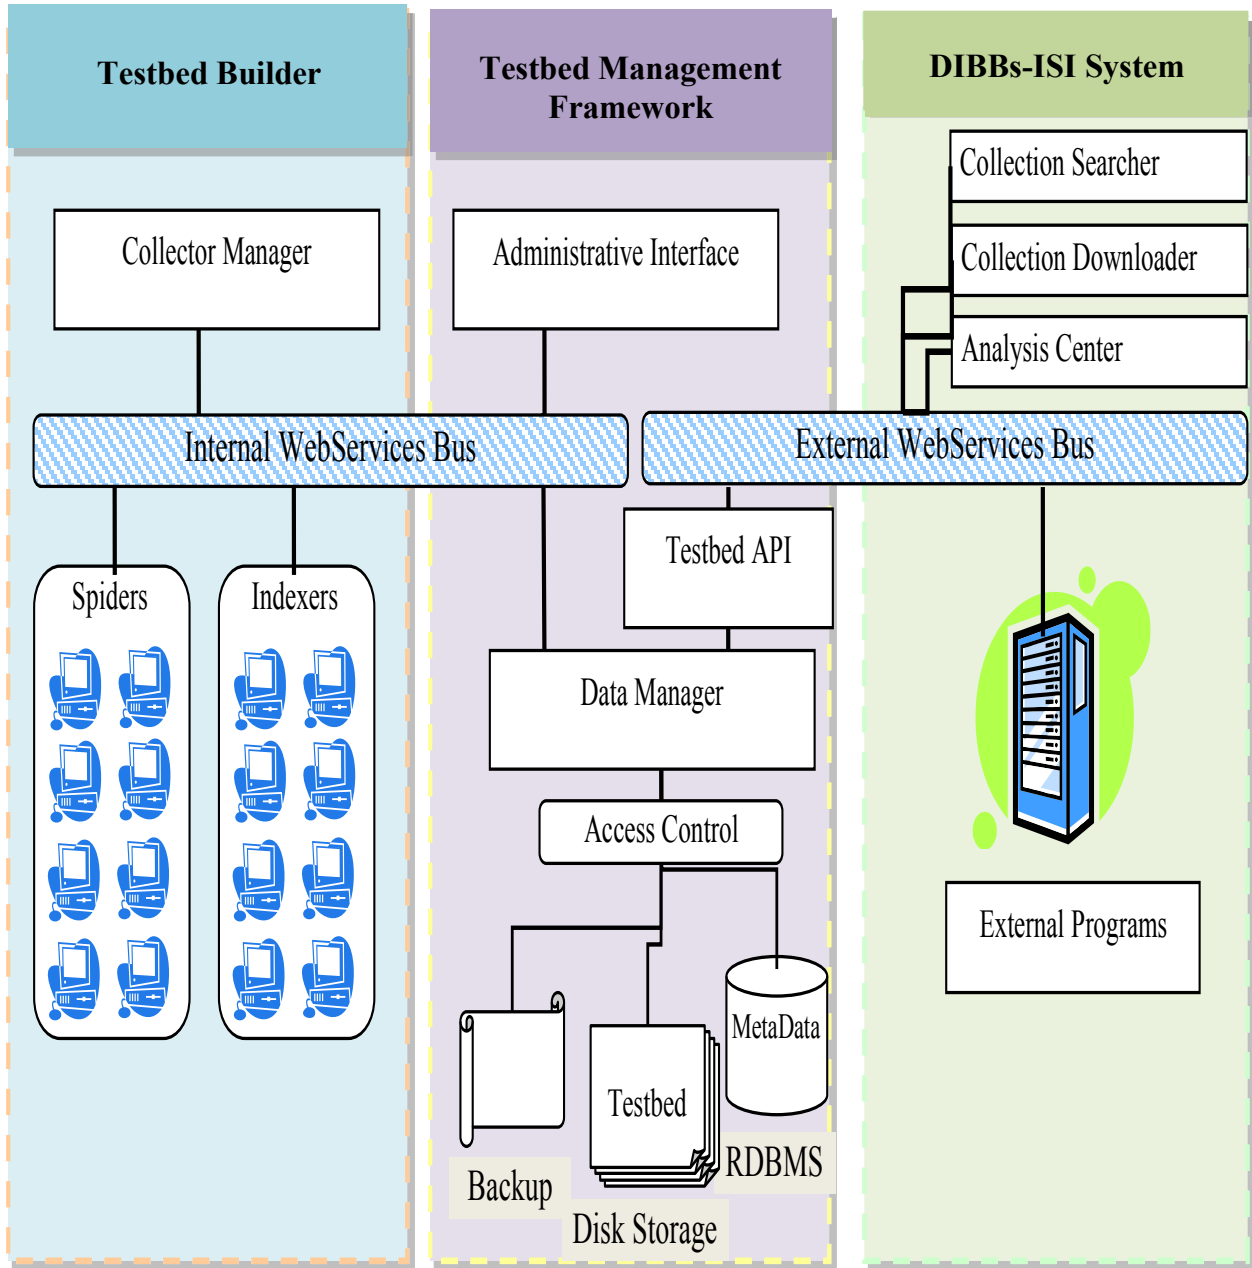 Testbed Builder
Testbed Management
Framework
DIBBs-ISI System
Collection Searcher
Collector Manager
Administrative Interface
Collection Downloader
Analysis Center
Internal WebServices Bus
External WebServices Bus
Testbed API
Spiders
Indexers
Data Manager
Access Control
External Programs
MetaData
Testbed
RDBMS
Backup
Disk Storage